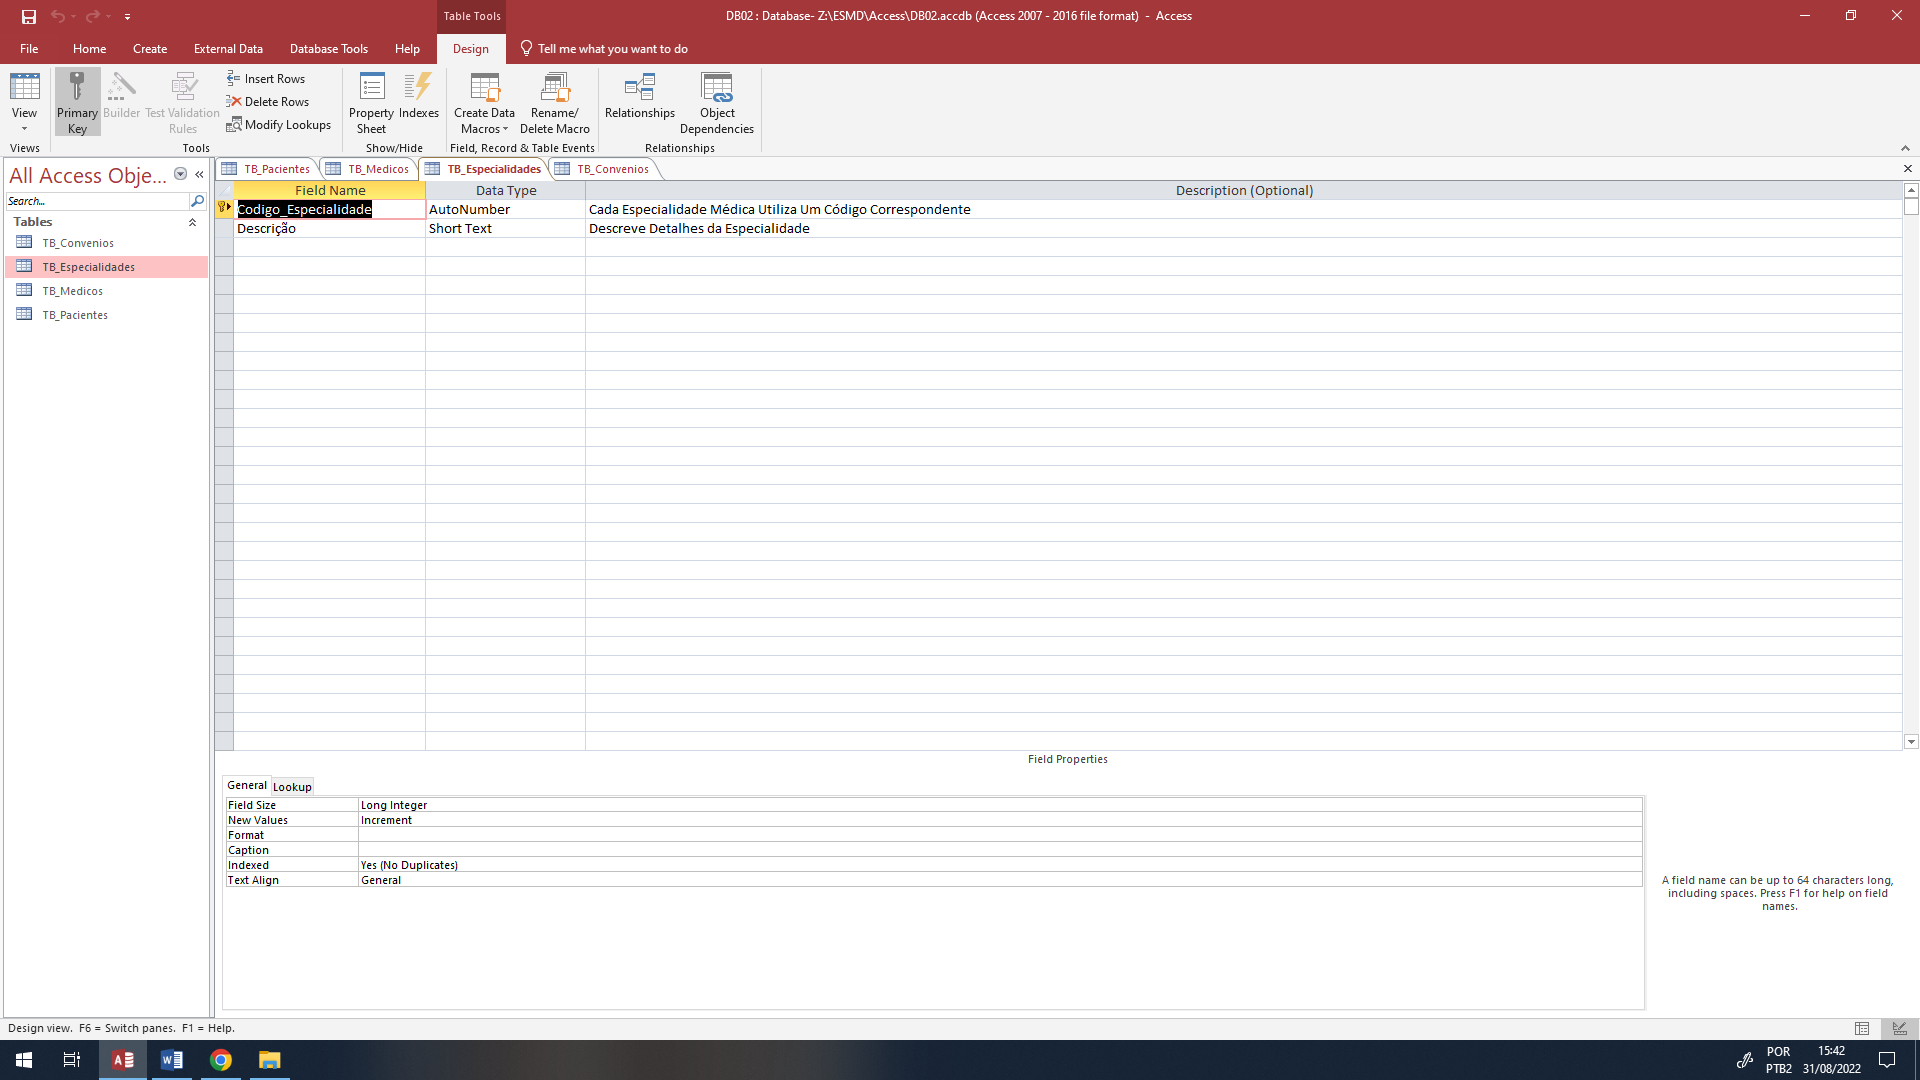 Table Tools
DB02 : Database- Z:\ESMD\Access\DB02.accdb (Access 2007 - 2016 file format)  -  Access
File
Home
Create
External Data
Database Tools
Help
Design
Tell me what you want to do
View
Primary Key
Builder
Test Validation Rules
Insert Rows
Delete Rows
Modify Lookups
Property Sheet
Indexes
Create Data Macros
Rename/ Delete Macro
Relationships
Object Dependencies
Views
Tools
Show/Hide
Field, Record & Table Events
Relationships
All Access Obje...
Search...
Tables
TB_Convenios
TB_Especialidades
TB_Medicos
TB_Pacientes
TB_Pacientes
TB_Medicos
TB_Especialidades
TB_Convenios
Field Name
Data Type
Description (Optional)
Codigo_Especialidade
AutoNumber
Cada Especialidade Médica Utiliza Um Código Correspondente
Descrição
Short Text
Descreve Detalhes da Especialidade
Field Properties
General
Lookup
Field Size
Long Integer
New Values
Increment
Format
Caption
Indexed
Yes (No Duplicates)
Text Align
General
A field name can be up to 64 characters long,
including spaces. Press F1 for help on field
names.
Design view.  F6 = Switch panes.  F1 = Help.
POR
PTB2
15:42
31/08/2022